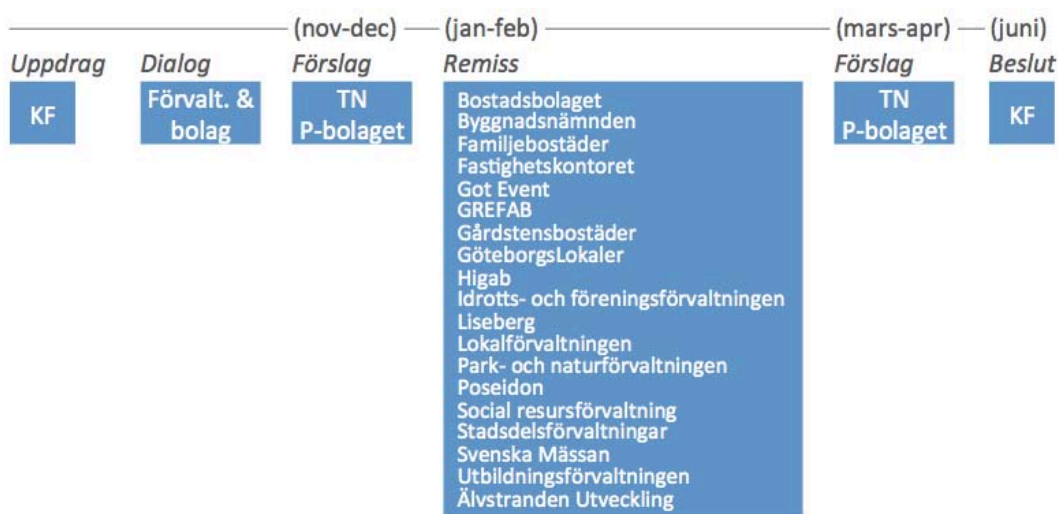 (nov-dec) (jan-feb) (mars-apr) (juni)
Uppdrag Dialog Förslag Remiss Förslag Beslut
KF
Förvalt. &
bolag
TN
P-bolaget
Bostadsbolaget
Byggnadsnämnden
Familjebostäder
Fastighetskontoret
Got Event
GREFAB
Gårdstensbostäder
GöteborgsLokaler
Higab
Idrotts- och föreningsförvaltningen
Liseberg
Lokalförvaltningen
Park- och naturförvaltningen
Poseidon
Social resursförvaltning
Stadsdelsförvaltningar
Svenska Mässan
Utbildningsförvaltningen
Älvstranden Utveckling
TN
P-bolaget
KF